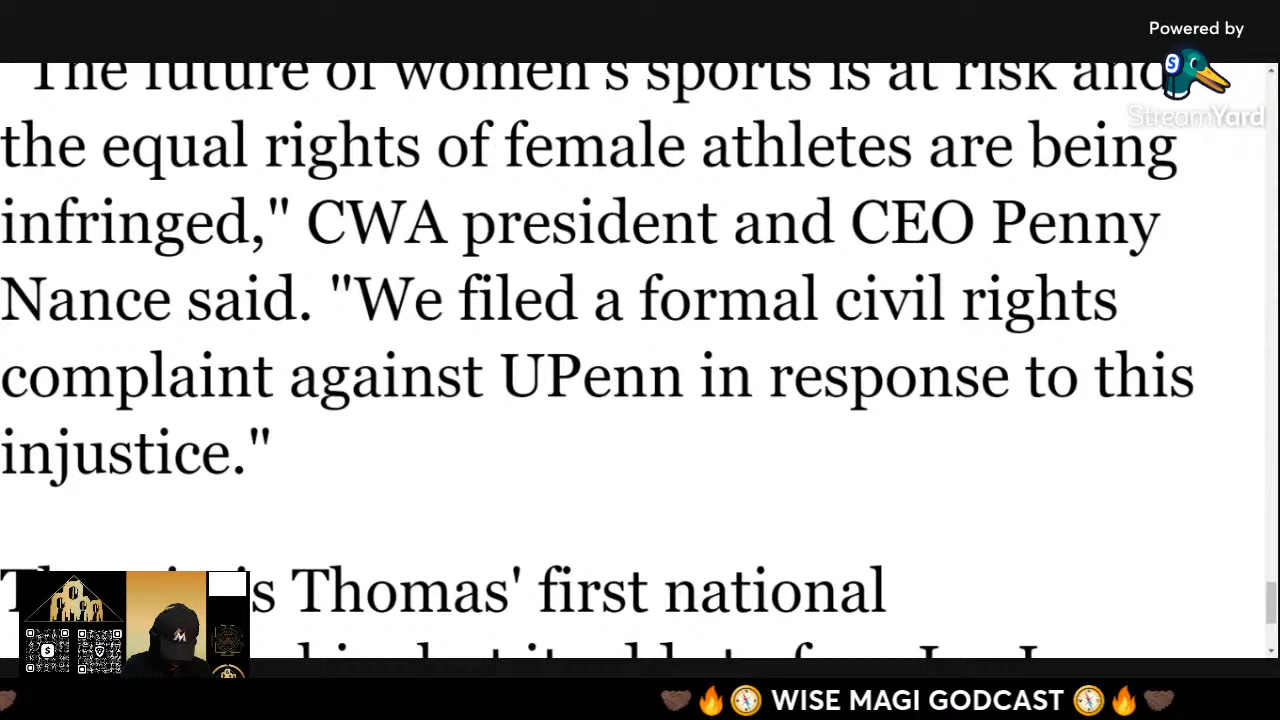 Powered by
StreamYard
"The future of women's sports is at risk and
the equal rights of female athletes are being
infringed," CWA president and CEO Penny
Nance said. "We filed a formal civil rights
complaint against UPenn in response to this
injustice."
is Thomas' first national
WISE MAGI GODCAST